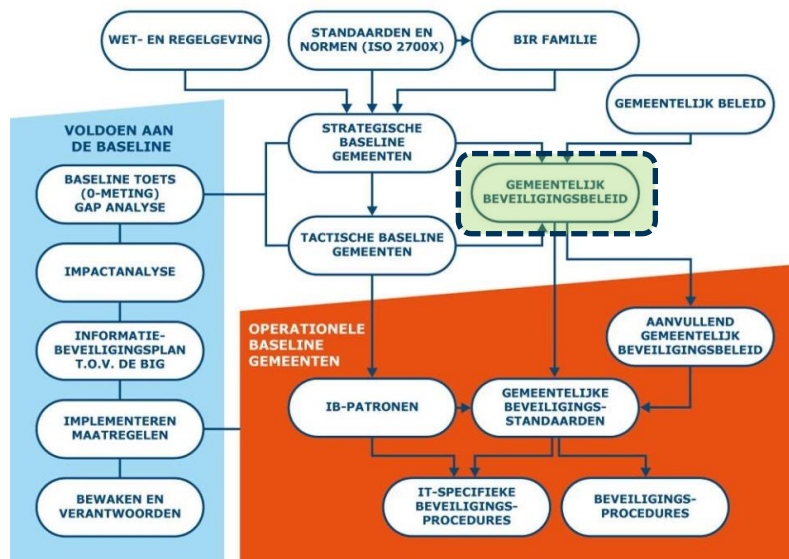 WET- EN REGELGEVING
STANDAARDEN EN
NORMEN (ISO 2700X)
BIR FAMILIE
GEMEENTELIJK BELEID
VOLDOEN AAN
DE BASELINE
STRATEGISCHE
BASELINE
GEMEENTEN
BASELINE TOETS
(0-METING)
GAP ANALYSE
GEMEENTELIJK
BEVEILIGINGSBELEID
TACTISCHE BASELINE
GEMEENTEN
IMPACTANALYSE
OPERATIONELE
BASELINE
GEMEENTEN
AANVULLEND
GEMEENTELIJK
BEVEILIGINGSBELEID
INFORMATIE-
BEVEILIGINGSPLAN
T.O.V. DE BIG
IB-PATRONEN
GEMEENTELIJKE
BEVEILIGINGS-
STANDAARDEN
IMPLEMENTEREN
MAATREGELEN
IT-SPECIFIEKE
BEVEILIGINGS-
PROCEDURES
BEVEILIGINGS-
PROCEDURES
BEWAKEN EN
VERANTWOORDEN